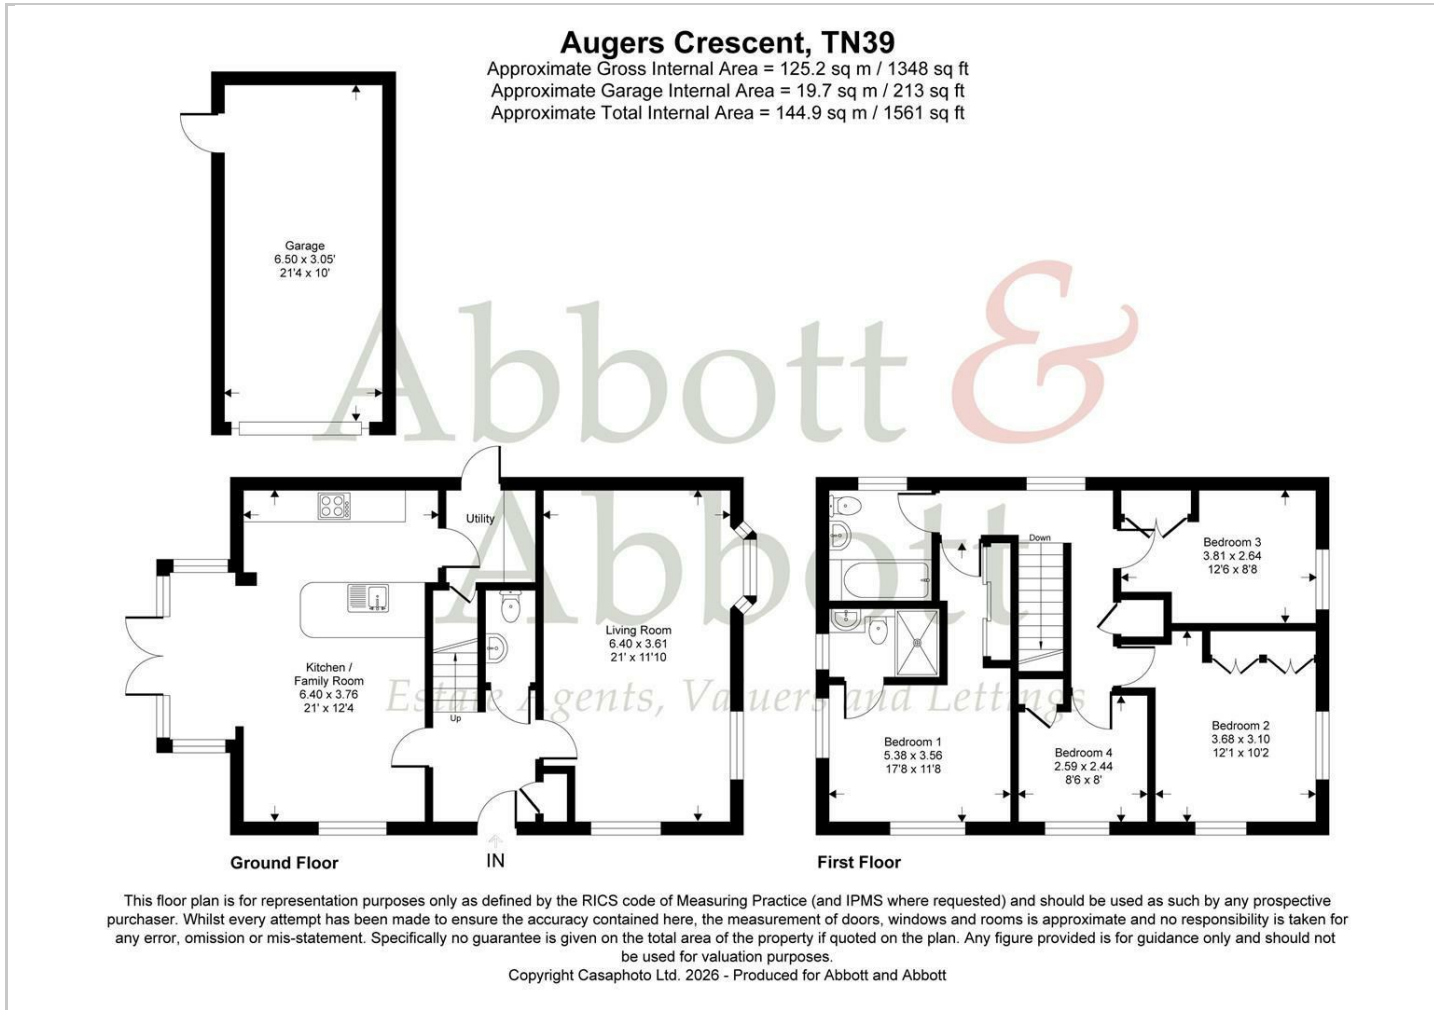 Augers Crescent, TN39
Approximate Gross Internal Area = 125.2 sq m / 1348 sq ft
Approximate Garage Internal Area = 19.7 sq m / 213 sq ft
Approximate Total Internal Area = 144.9 sq m / 1561 sq ft
Garage
6.50 x 3.05'
21'4 x 10'
Abbott &
Abbott
Estate Agents, Valuers and Lettings
Utility
Living Room
6.40 x 3.61
21' x 11'10
Kitchen /
Family Room
6.40 x 3.76
21' x 12'4
Up
IN
Ground Floor
Down
Bedroom 3
3.81 x 2.64
12'6 x 8'8
Bedroom 1
5.38 x 3.56
17'8 x 11'8
Bedroom 4
2.59 x 2.44
8'6 x 8'
Bedroom 2
3.68 x 3.10
12'1 x 10'2
First Floor
This floor plan is for representation purposes only as defined by the RICS code of Measuring Practice (and IPMS where requested) and should be used as such by any prospective
purchaser. Whilst every attempt has been made to ensure the accuracy contained here, the measurement of doors, windows and rooms is approximate and no responsibility is taken for
any error, omission or mis-statement. Specifically no guarantee is given on the total area of the property if quoted on the plan. Any figure provided is for guidance only and should not
be used for valuation purposes.
Copyright Casaphoto Ltd. 2026 - Produced for Abbott and Abbott